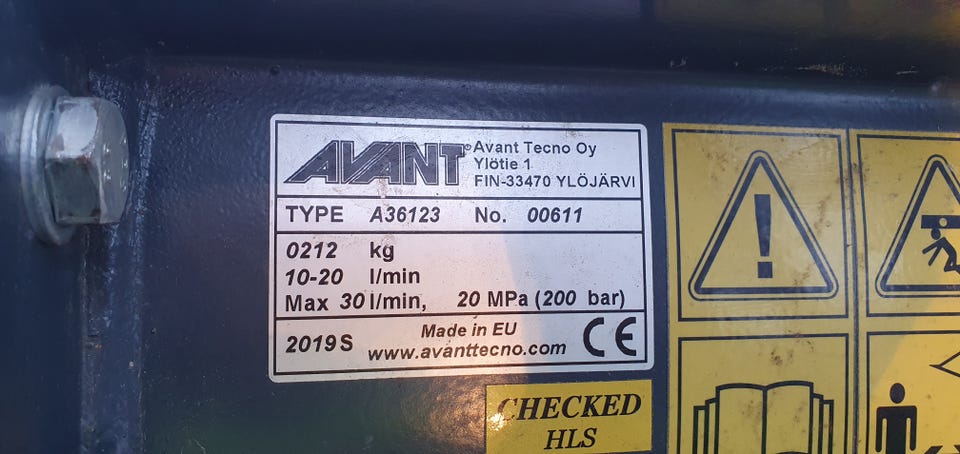 AVANT® Avant Tecno Oy
Ylötie 1
FIN-33470 YLÖJÄRVI
TYPE A36123 No. 00611
0212 kg
10-20 l/min
Max 30 l/min, 20 MPa (200 bar)
2019S Made in EU CE
www.avanttecno.com
CHECKED
HLS